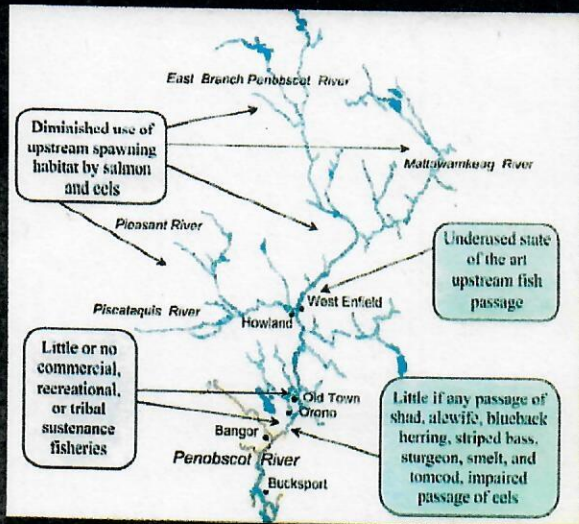 East Branch Penobscot River
Diminished use of
upstream spawning
habitat by salmon
and eels
Mattawamkeag River
Pleasant River
Underused state
of the art
upstream fish
passage
Piscataquis River
West Enfield
Howland
Little or no
commercial,
recreational,
or tribal
sustenance
fisheries
Old Town
Orono
Bangor
Penobscot River
Bucksport
Little if any passage of
shad, alewife, blueback
herring, striped bass,
sturgeon, smelt, and
tomcod, impaired
passage of eels